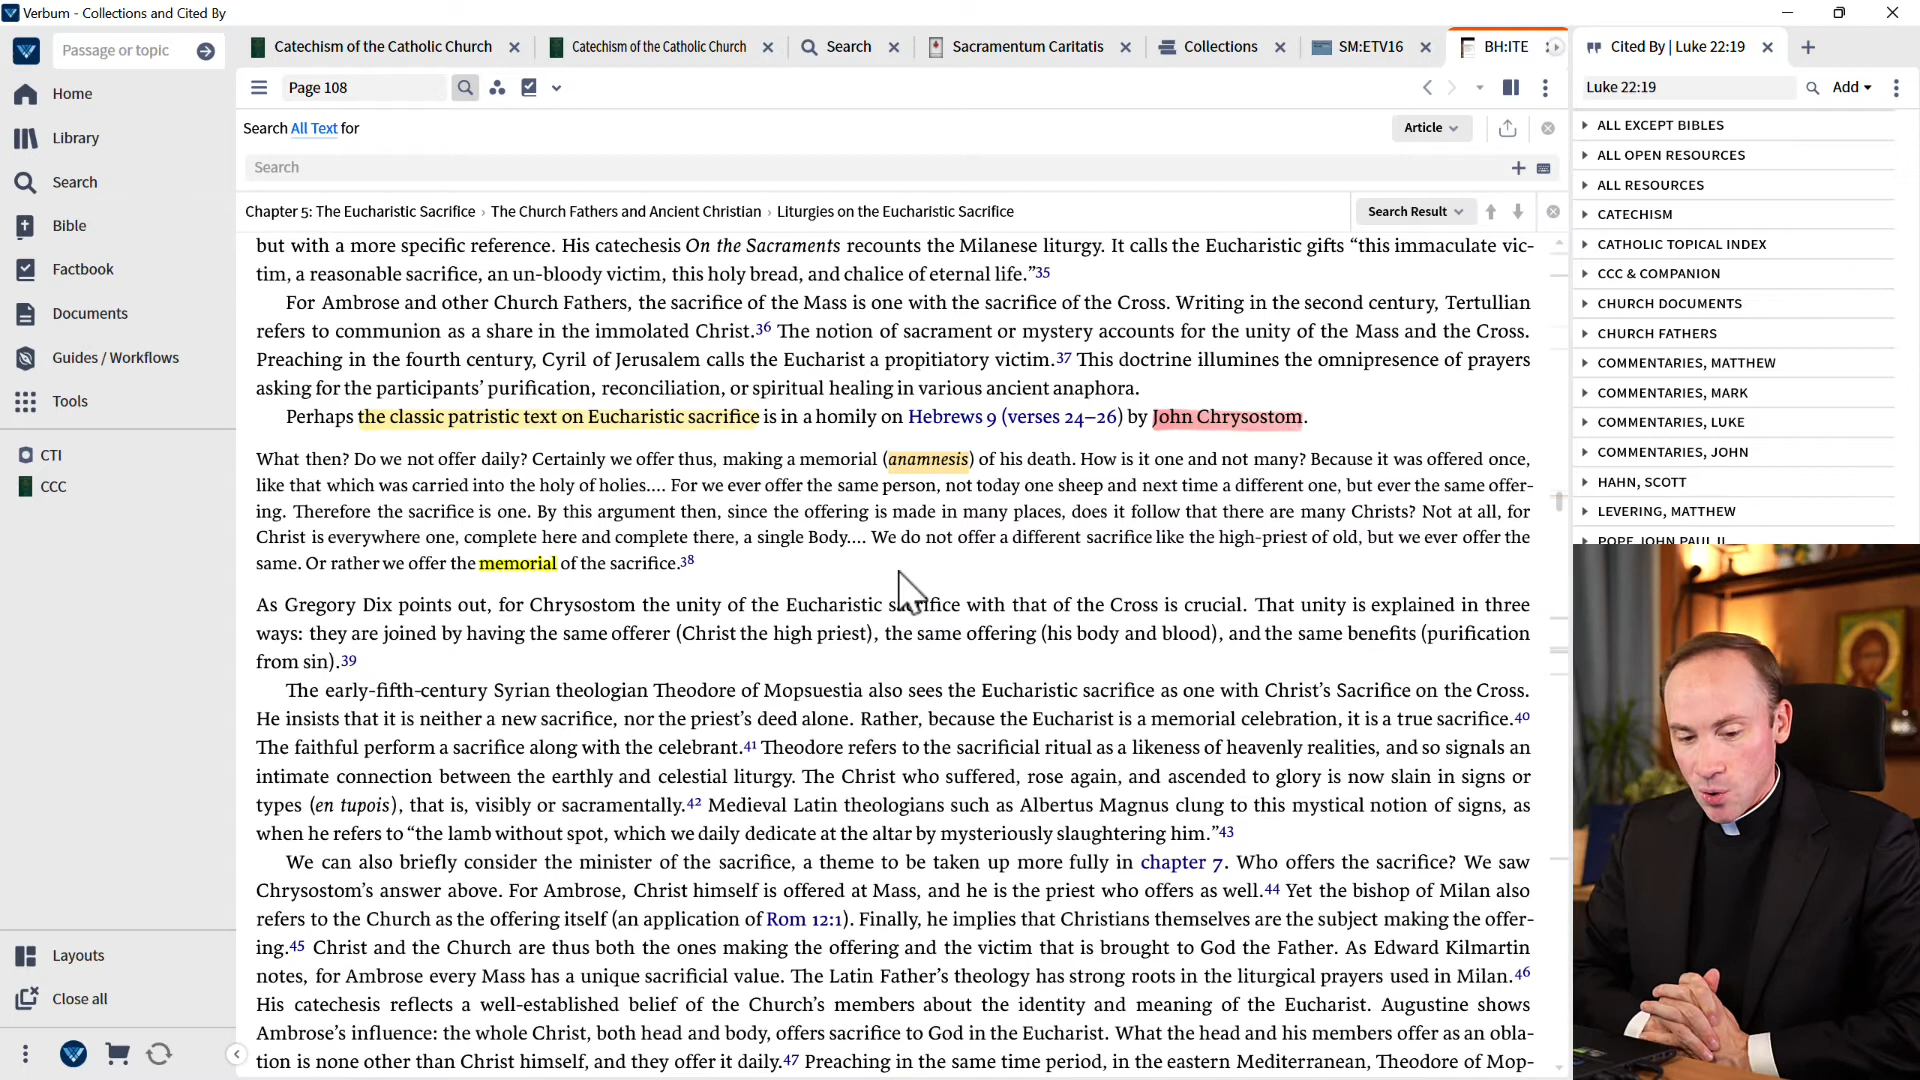 Verbum - Collections and Cited By
Passage or topic
Home
Library
Search
Bible
Factbook
Documents
Guides / Workflows
Tools
CTI
CCC
Layouts
Close all
Catechism of the Catholic Church
Catechism of the Catholic Church
Search
Sacramentum Caritatis
Collections
SM:ETV16
BH:ITE
Page 108
Search All Text for
Article
Search
Chapter 5: The Eucharistic Sacrifice › The Church Fathers and Ancient Christian › Liturgies on the Eucharistic Sacrifice
Search Result
but with a more specific reference. His catechesis On the Sacraments recounts the Milanese liturgy. It calls the Eucharistic gifts “this immaculate vic-
tim, a reasonable sacrifice, an un-bloody victim, this holy bread, and chalice of eternal life.”35
For Ambrose and other Church Fathers, the sacrifice of the Mass is one with the sacrifice of the Cross. Writing in the second century, Tertullian
refers to communion as a share in the immolated Christ.36 The notion of sacrament or mystery accounts for the unity of the Mass and the Cross.
Preaching in the fourth century, Cyril of Jerusalem calls the Eucharist a propitiatory victim.37 This doctrine illumines the omnipresence of prayers
asking for the participants’ purification, reconciliation, or spiritual healing in various ancient anaphora.
Perhaps the classic patristic text on Eucharistic sacrifice is in a homily on Hebrews 9 (verses 24–26) by John Chrysostom.
What then? Do we not offer daily? Certainly we offer thus, making a memorial (anamnesis) of his death. How is it one and not many? Because it was offered once,
like that which was carried into the holy of holies.... For we ever offer the same person, not today one sheep and next time a different one, but ever the same offer-
ing. Therefore the sacrifice is one. By this argument then, since the offering is made in many places, does it follow that there are many Christs? Not at all, for
Christ is everywhere one, complete here and complete there, a single Body.... We do not offer a different sacrifice like the high-priest of old, but we ever offer the
same. Or rather we offer the memorial of the sacrifice.38
As Gregory Dix points out, for Chrysostom the unity of the Eucharistic sacrifice with that of the Cross is crucial. That unity is explained in three
ways: they are joined by having the same offerer (Christ the high priest), the same offering (his body and blood), and the same benefits (purification
from sin).39
The early-fifth-century Syrian theologian Theodore of Mopsuestia also sees the Eucharistic sacrifice as one with Christ’s Sacrifice on the Cross.
He insists that it is neither a new sacrifice, nor the priest’s deed alone. Rather, because the Eucharist is a memorial celebration, it is a true sacrifice.40
The faithful perform a sacrifice along with the celebrant.41 Theodore refers to the sacrificial ritual as a likeness of heavenly realities, and so signals an
intimate connection between the earthly and celestial liturgy. The Christ who suffered, rose again, and ascended to glory is now slain in signs or
types (en tupois), that is, visibly or sacramentally.42 Medieval Latin theologians such as Albertus Magnus clung to this mystical notion of signs, as
when he refers to “the lamb without spot, which we daily dedicate at the altar by mysteriously slaughtering him.”43
We can also briefly consider the minister of the sacrifice, a theme to be taken up more fully in chapter 7. Who offers the sacrifice? We saw
Chrysostom’s answer above. For Ambrose, Christ himself is offered at Mass, and he is the priest who offers as well.44 Yet the bishop of Milan also
refers to the Church as the offering itself (an application of Rom 12:1). Finally, he implies that Christians themselves are the subject making the offer-
ing.45 Christ and the Church are thus both the ones making the offering and the victim that is brought to God the Father. As Edward Kilmartin
notes, for Ambrose every Mass has a unique sacrificial value. The Latin Father’s theology has strong roots in the liturgical prayers used in Milan.46
His catechesis reflects a well-established belief of the Church’s members about the identity and meaning of the Eucharist. Augustine shows
Ambrose’s influence: the whole Christ, both head and body, offers sacrifice to God in the Eucharist. What the head and his members offer as an obla-
tion is none other than Christ himself, and they offer it daily.47 Preaching in the same time period, in the eastern Mediterranean, Theodore of Mop-
Cited By | Luke 22:19
Luke 22:19
Add
ALL EXCEPT BIBLES
ALL OPEN RESOURCES
ALL RESOURCES
CATECHISM
CATHOLIC TOPICAL INDEX
CCC & COMPANION
CHURCH DOCUMENTS
CHURCH FATHERS
COMMENTARIES, MATTHEW
COMMENTARIES, MARK
COMMENTARIES, LUKE
COMMENTARIES, JOHN
HAHN, SCOTT
LEVERING, MATTHEW
POPE JOHN PAUL II